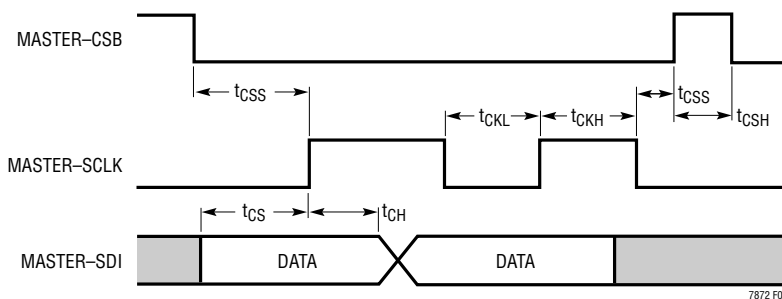 MASTER–CSB
tCSS
tCKL
tCKH
tCSS
tCSH
MASTER–SCLK
tCS
tCH
MASTER–SDI
DATA
DATA
7872 F0